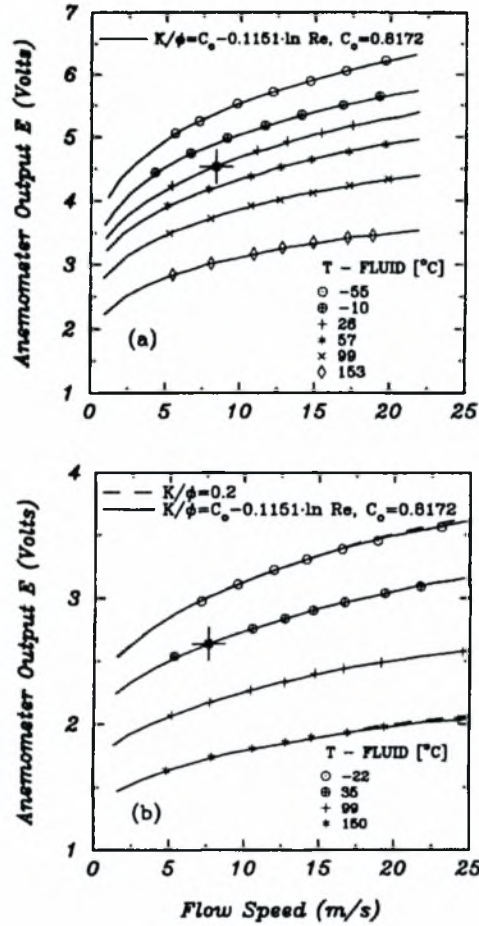 7
K/φ=C₀−0.1151·ln Re, C₀=0.8172
6
5
4
3
2
1
Anemometer Output E (Volts)
T - FLUID [°C]
-55
-10
26
57
99
153
(a)
0 5 10 15 20 25
4
K/φ=0.2
K/φ=C₀−0.1151·ln Re, C₀=0.8172
3
2
1
Anemometer Output E (Volts)
T - FLUID [°C]
-22
35
99
150
(b)
0 5 10 15 20 25
Flow Speed (m/s)